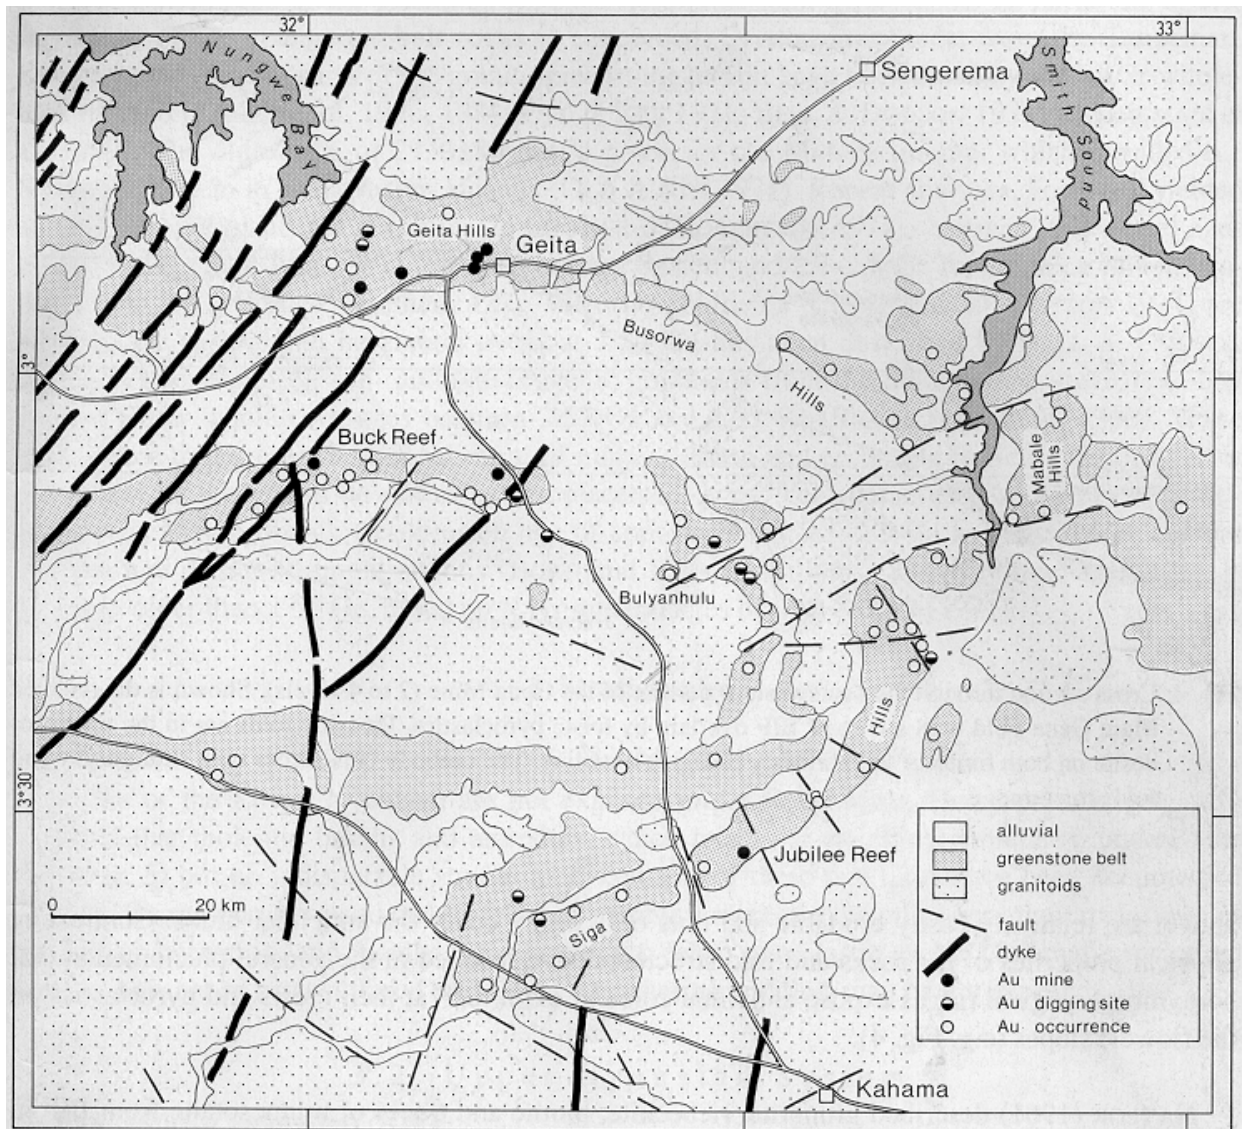 32°
33°
Nungwe Bay
Smith Sound
Sengerema
Geita Hills
Geita
Busorwa
Hills
3°
Buck Reef
Mabale
Hills
Bulyanhulu
Hills
3°30'
Jubilee Reef
Siga
Kahama
0 20 km
alluvial
greenstone belt
granitoids
fault
dyke
Au mine
Au digging site
Au occurrence